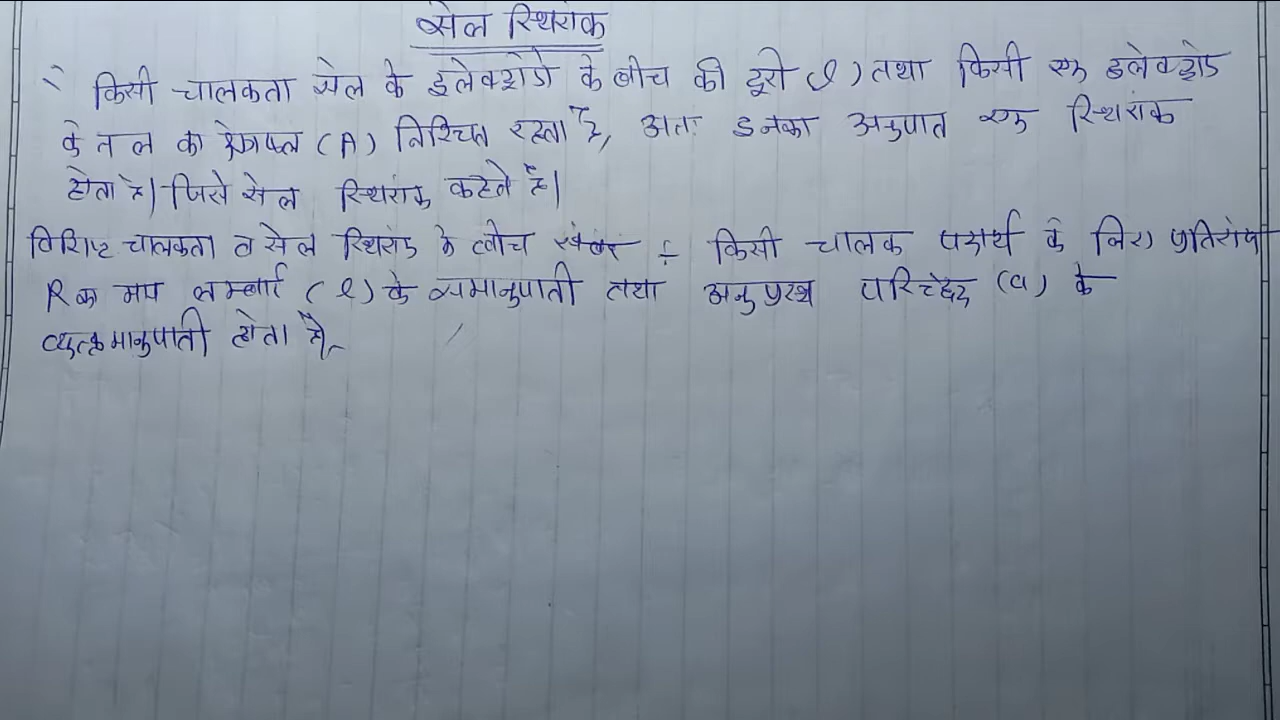 सेल स्थिरांक
किसी चालकता सेल के इलेक्ट्रोडो के बीच की दूरी (l) तथा किसी एक इलेक्ट्रोड
के तल का क्षेत्रफल (A) निश्चित रहता है, अतः इनका अनुपात एक स्थिरांक
होता है। जिसे सेल स्थिरांक कहते है।
विशिष्ट चालकता व सेल स्थिरांक के बीच संबंध ÷ किसी चालक पदार्थ के लिए प्रतिरोध
R का माप लम्बाई (l) के समानुपाती तथा अनुप्रस्थ परिच्छेद (a) के
व्युत्क्रमानुपाती होता है